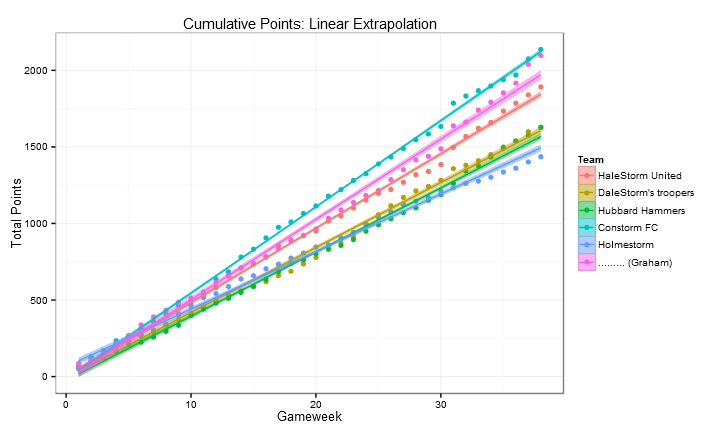 Cumulative Points: Linear Extrapolation
2000
1500
1000
500
0
0 10 20 30
Total Points
Gameweek
Team
HaleStorm United
DaleStorm's troopers
Hubbard Hammers
Constorm FC
Holmestorm
......... (Graham)